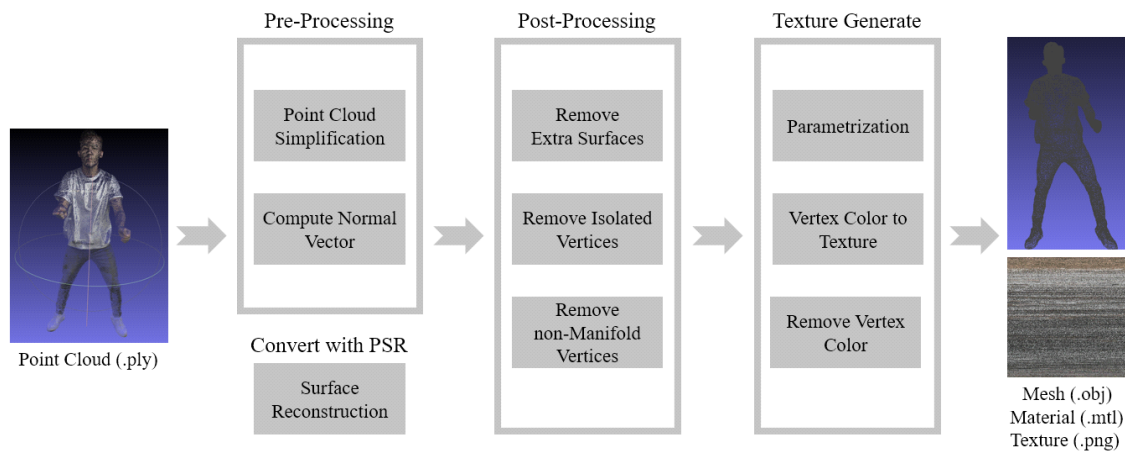 Pre-Processing
Post-Processing
Texture Generate
Point Cloud
Simplification
Compute Normal
Vector
Convert with PSR
Surface
Reconstruction
Remove
Extra Surfaces
Remove Isolated
Vertices
Remove
non-Manifold
Vertices
Parametrization
Vertex Color to
Texture
Remove Vertex
Color
Point Cloud (.ply)
Mesh (.obj)
Material (.mtl)
Texture (.png)